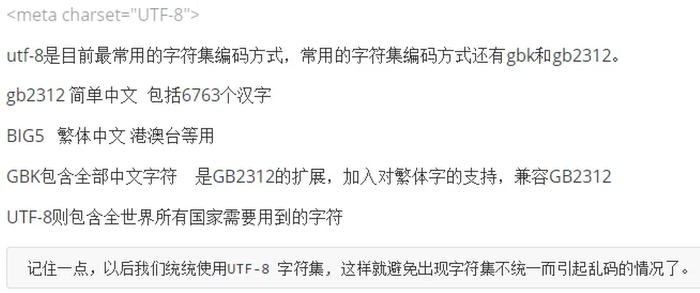 <meta charset="UTF-8">
utf-8是目前最常用的字符集编码方式，常用的字符集编码方式还有gbk和gb2312。
gb2312 简单中文 包括6763个汉字
BIG5 繁体中文 港澳台等用
GBK包含全部中文字符 是GB2312的扩展，加入对繁体字的支持，兼容GB2312
UTF-8则包含全世界所有国家需要用到的字符
记住一点，以后我们统统使用UTF-8 字符集，这样就避免出现字符集不统一而引起乱码的情况了。